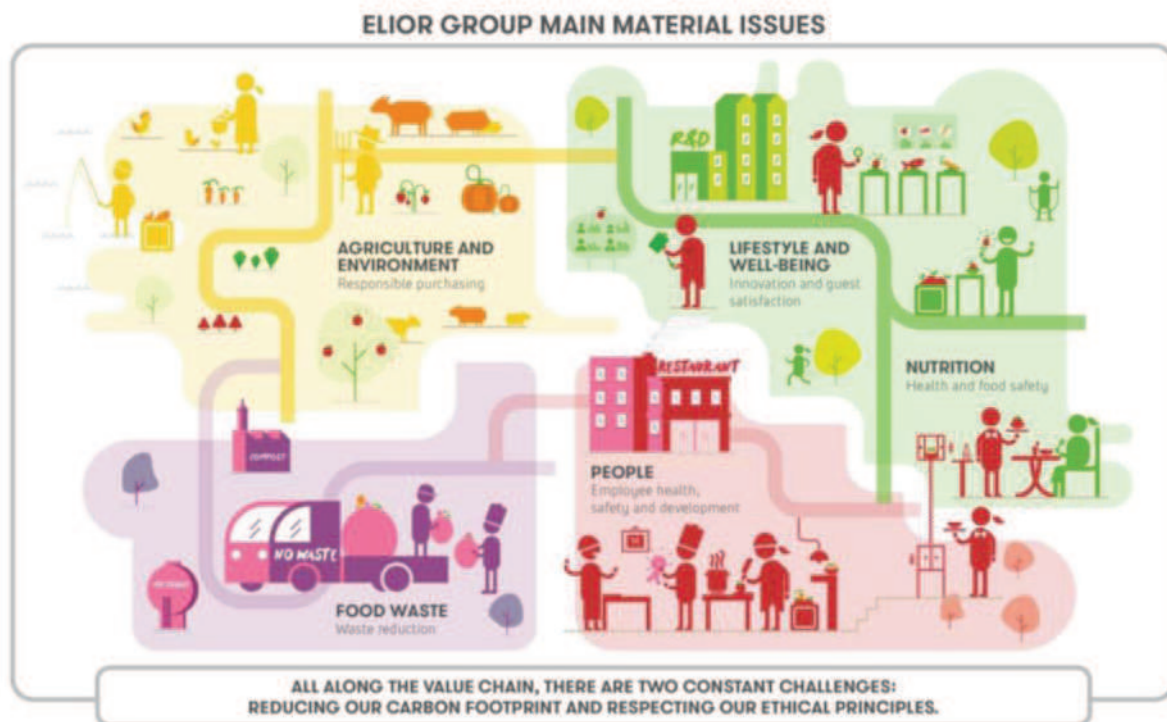 ELIOR GROUP MAIN MATERIAL ISSUES
R&D
AGRICULTURE AND
ENVIRONMENT
Responsible purchasing
LIFESTYLE AND
WELL-BEING
Innovation and guest
satisfaction
NUTRITION
Health and food safety
RESTAURANT
COMPOST
PEOPLE
Employee health,
safety and development
NO WASTE
FOOD WASTE
Waste reduction
ALL ALONG THE VALUE CHAIN, THERE ARE TWO CONSTANT CHALLENGES:
REDUCING OUR CARBON FOOTPRINT AND RESPECTING OUR ETHICAL PRINCIPLES.